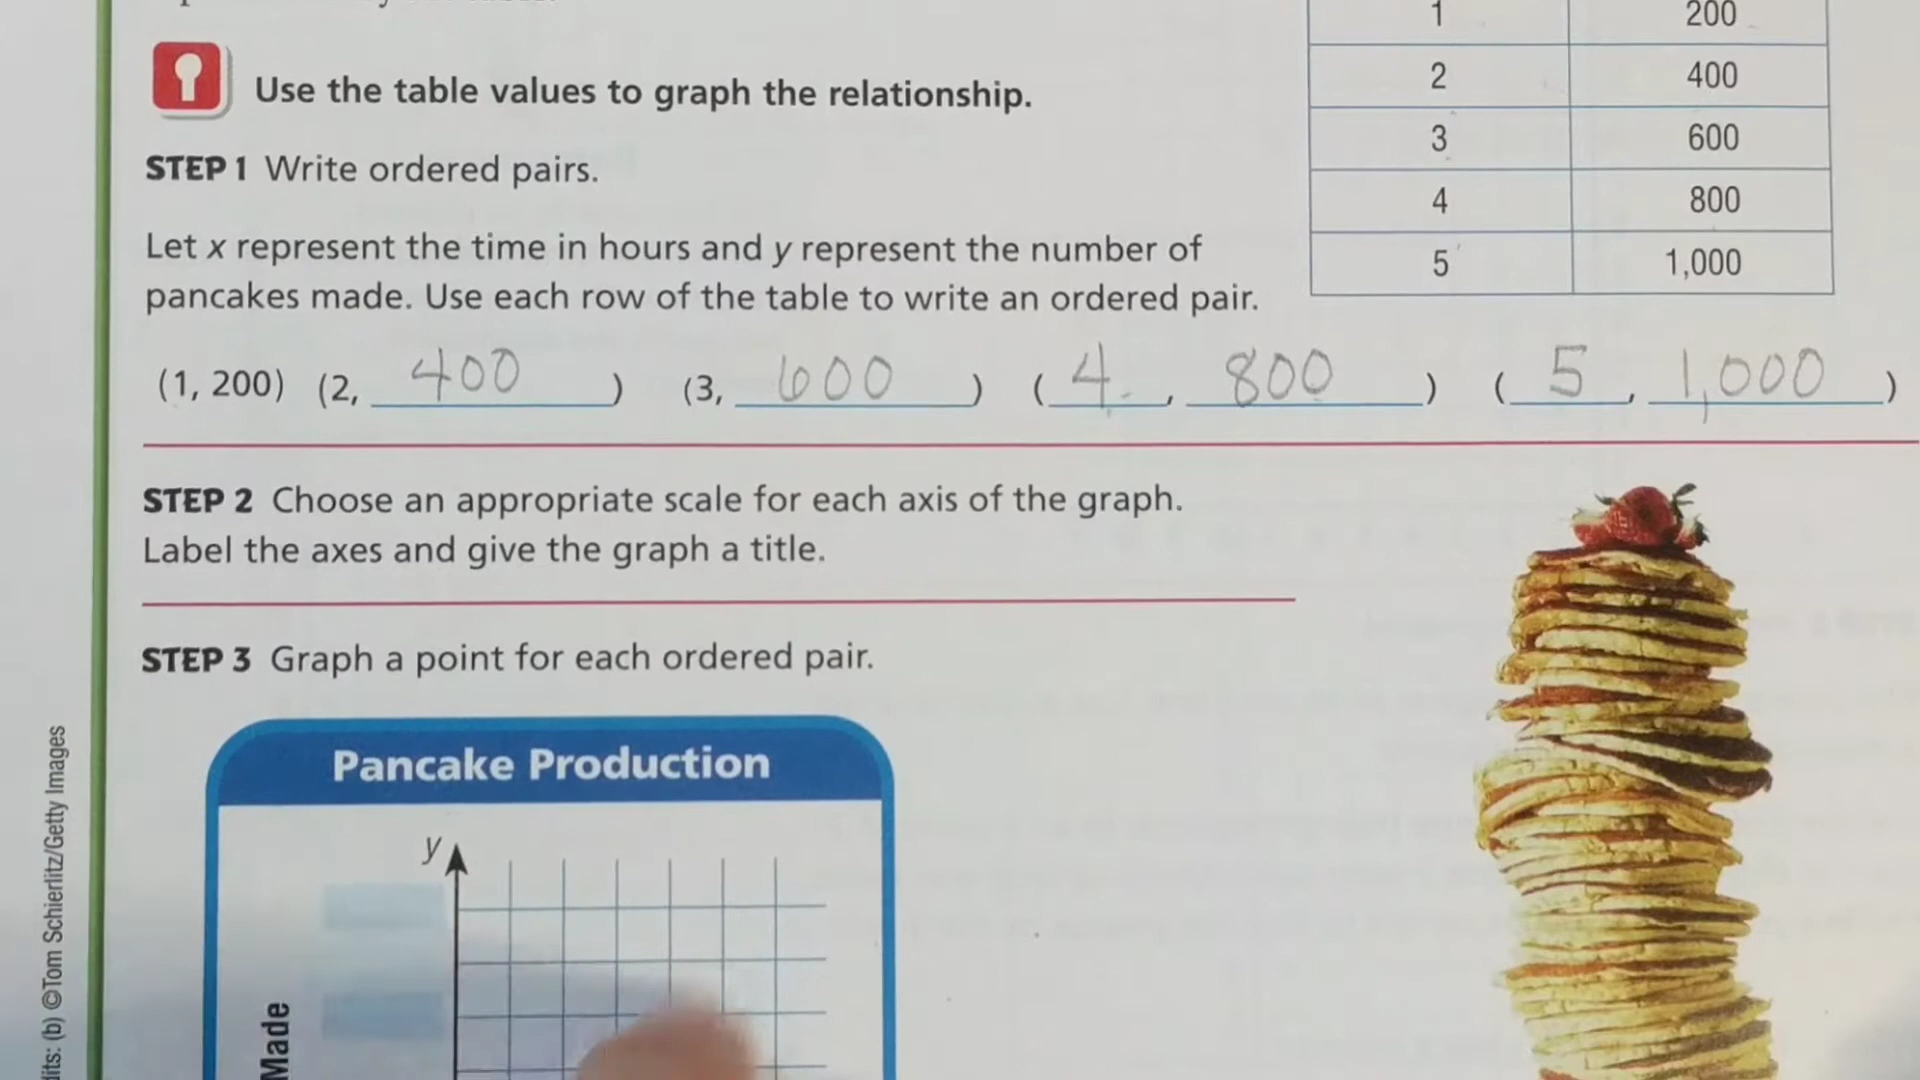 1 200
Use the table values to graph the relationship.
2 400
3 600
STEP 1 Write ordered pairs.
4 800
Let x represent the time in hours and y represent the number of
5 1,000
pancakes made. Use each row of the table to write an ordered pair.
(1, 200) (2, 400) (3, 600) (4, 800) (5, 1,000)
STEP 2 Choose an appropriate scale for each axis of the graph.
Label the axes and give the graph a title.
STEP 3 Graph a point for each ordered pair.
Pancake Production
y
Made
(b) ©Tom Schierlitz/Getty Images